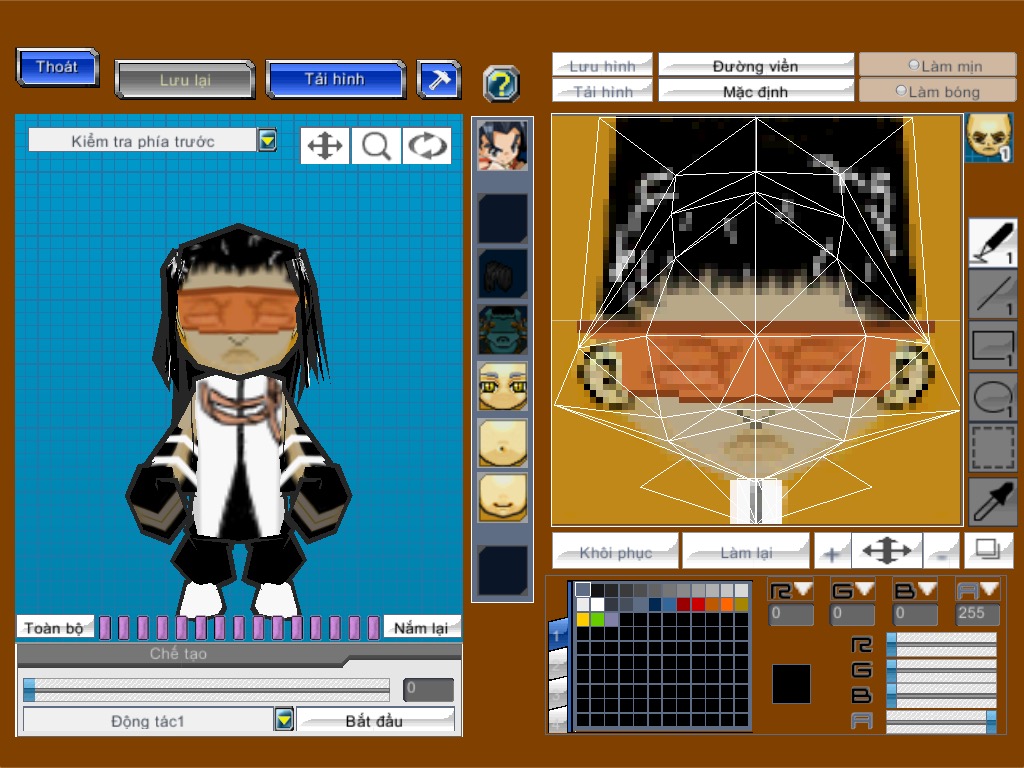 Thoát
Lưu lại
Tải hình
?
Lưu hình
Đường viền
Làm mịn
Tải hình
Mặc định
Làm bóng
Kiểm tra phía trước
0
1
1
1
1
Khôi phục
Làm lại
+
-
R G B A
0 0 0 255
1
R
G
B
A
Toàn bộ
Nắm lại
Chế tạo
0
Động tác1
Bắt đầu